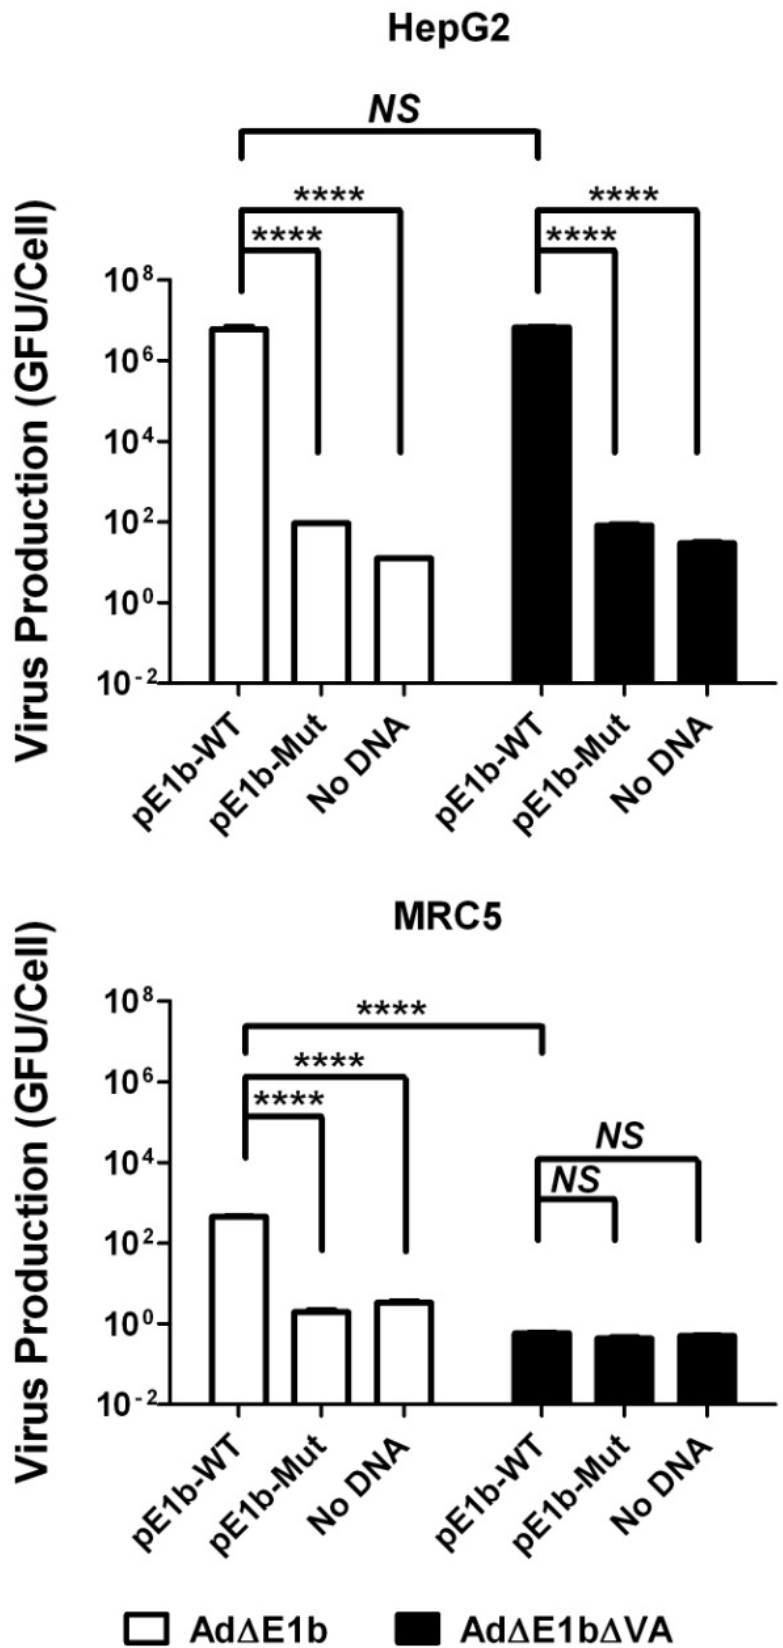 HepG2
NS
**** ****
**** ****
Virus Production (GFU/Cell)
10⁸
10⁶
10⁴
10²
10⁰
10⁻²
pE1b-WT pE1b-Mut No DNA pE1b-WT pE1b-Mut No DNA
MRC5
Virus Production (GFU/Cell)
10⁸
****
10⁶
****
****
NS
10⁴
NS
10²
10⁰
10⁻²
pE1b-WT pE1b-Mut No DNA pE1b-WT pE1b-Mut No DNA
AdΔE1b AdΔE1bΔVA